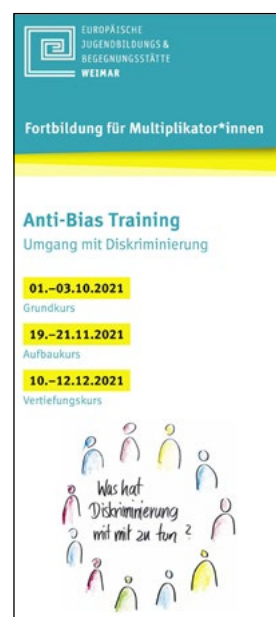 EUROPÄISCHE
JUGENDBILDUNGS &
BEGEGNUNGSSTÄTTE
WEIMAR
Fortbildung für Multiplikator*innen
Anti-Bias Training
Umgang mit Diskriminierung
01.–03.10.2021
Grundkurs
19.–21.11.2021
Aufbaukurs
10.–12.12.2021
Vertiefungskurs
Was hat
Diskriminierung
mit mit zu tun?